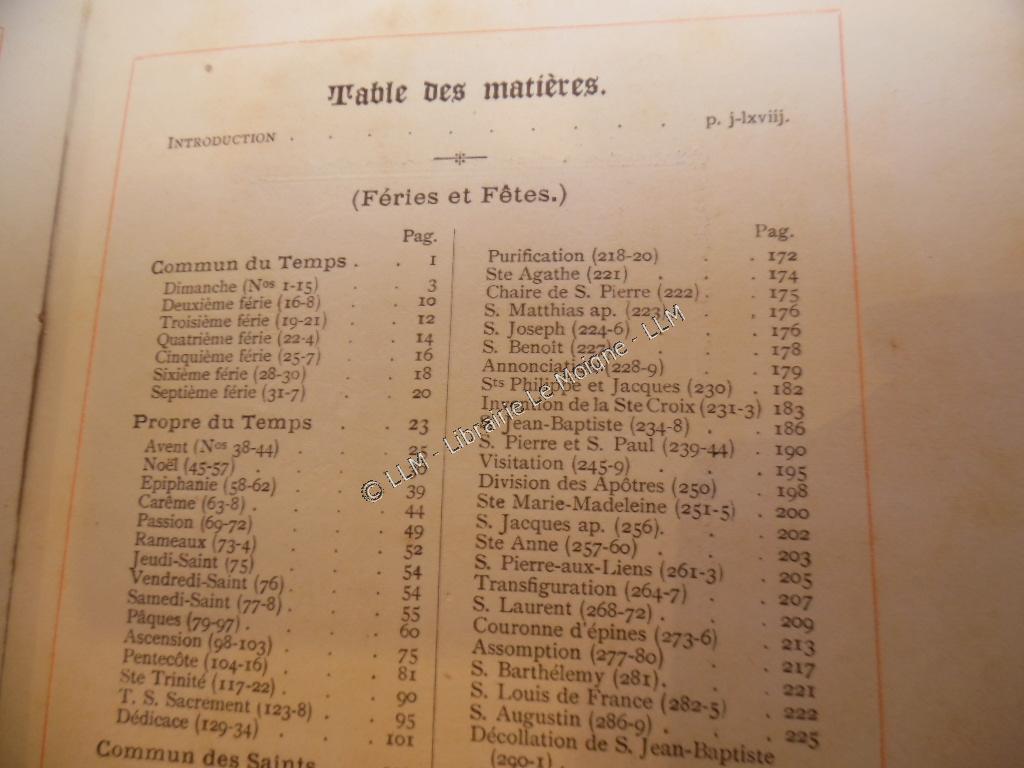 Table des matières.
INTRODUCTION . . . . . . . . . p. j-lxviij.
(Féries et Fêtes.)
Pag.
Commun du Temps . . 1
Dimanche (Nos 1-15) . . 3
Deuxième férie (16-8) . . 10
Troisième férie (19-21) . . 12
Quatrième férie (22-4) . . 14
Cinquième férie (25-7) . . 16
Sixième férie (28-30) . . 18
Septième férie (31-7) . . 20
Propre du Temps . . 23
Avent (Nos 38-44) . . 25
Noël (45-57) . . .
Epiphanie (58-62) . . 39
Carême (63-8) . . . 44
Passion (69-72) . . . 49
Rameaux (73-4) . . . 52
Jeudi-Saint (75) . . . 54
Vendredi-Saint (76) . . . 54
Samedi-Saint (77-8) . . . 55
Pâques (79-97) . . . . 60
Ascension (98-103) . . . 75
Pentecôte (104-16) . . . 81
Ste Trinité (117-22) . . . 90
T. S. Sacrement (123-8) . . 95
Dédicace (129-34) . . . 101
Commun des Saints
Pag.
Purification (218-20) . . 172
Ste Agathe (221) . . . 174
Chaire de S. Pierre (222) . . 175
S. Matthias ap. (223) . . 176
S. Joseph (224-6) . . . 176
S. Benoît (227) . . . 178
Annonciation (228-9) . . 179
Sts Philippe et Jacques (230) . 182
Invention de la Ste Croix (231-3) 183
S. Jean-Baptiste (234-8) . . 186
S. Pierre et S. Paul (239-44) . 190
Visitation (245-9) . . . 195
Division des Apôtres (250) . 198
Ste Marie-Madeleine (251-5) . 200
S. Jacques ap. (256) . . . 202
Ste Anne (257-60) . . . 203
S. Pierre-aux-Liens (261-3) . 205
Transfiguration (264-7) . . 207
S. Laurent (268-72) . . . 209
Couronne d'épines (273-6) . 213
Assomption (277-80) . . 217
S. Barthélemy (281) . . . 221
S. Louis de France (282-5) . 222
S. Augustin (286-9) . . . 225
Décollation de S. Jean-Baptiste
(290-1) .
© LLM - Librairie Le Moigne - LLM